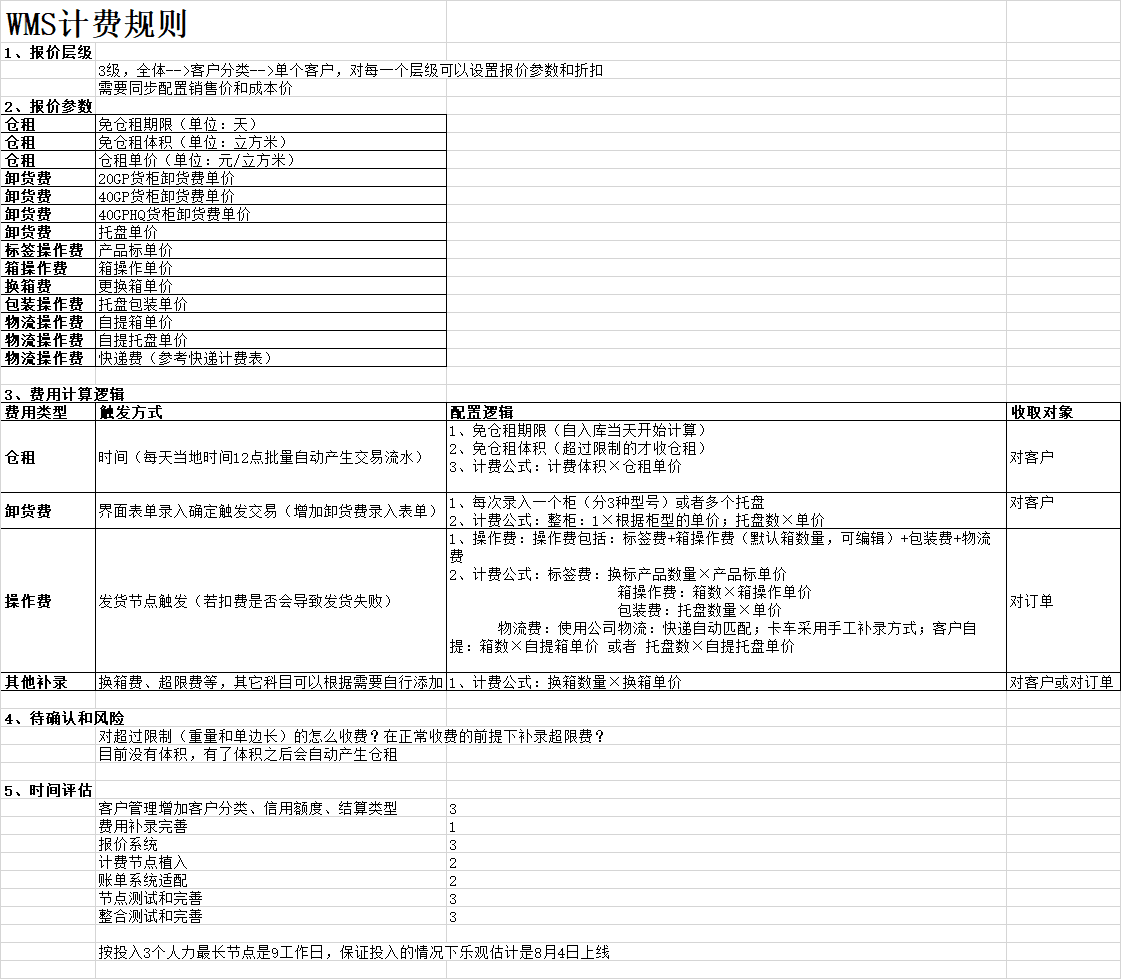 WMS计费规则
1、报价层级
3级，全体-->客户分类-->单个客户，对每一个层级可以设置报价参数和折扣
需要同步配置销售价和成本价
2、报价参数
仓租 免仓租期限（单位：天）
仓租 免仓租体积（单位：立方米）
仓租 仓租单价（单位：元/立方米）
卸货费 20GP货柜卸货费单价
卸货费 40GP货柜卸货费单价
卸货费 40GPHQ货柜卸货费单价
卸货费 托盘单价
标签操作费 产品标单价
箱操作费 箱操作单价
换箱费 更换箱单价
包装操作费 托盘包装单价
物流操作费 自提箱单价
物流操作费 自提托盘单价
物流操作费 快递费（参考快递计费表）
3、费用计算逻辑
费用类型 触发方式 配置逻辑 收取对象
仓租 时间（每天当地时间12点批量自动产生交易流水）
1、免仓租期限（自入库当天开始计算）
2、免仓租体积（超过限制的才收仓租）
3、计费公式：计费体积×仓租单价
对客户
卸货费 界面表单录入确定触发交易（增加卸货费录入表单）
1、每次录入一个柜（分3种型号）或者多个托盘
2、计费公式：整柜：1×根据柜型的单价；托盘数×单价
对客户
操作费 发货节点触发（若扣费是否会导致发货失败）
1、操作费：操作费包括：标签费+箱操作费（默认箱数量，可编辑）+包装费+物流
费
2、计费公式：标签费：换标产品数量×产品标单价
箱操作费：箱数×箱操作单价
包装费：托盘数量×单价
物流费：使用公司物流：快递自动匹配；卡车采用手工补录方式；客户自
提：箱数×自提箱单价 或者 托盘数×自提托盘单价
对订单
其他补录 换箱费、超限费等，其它科目可以根据需要自行添加 1、计费公式：换箱数量×换箱单价 对客户或对订单
4、待确认和风险
对超过限制（重量和单边长）的怎么收费？在正常收费的前提下补录超限费？
目前没有体积，有了体积之后会自动产生仓租
5、时间评估
客户管理增加客户分类、信用额度、结算类型 3
费用补录完善 1
报价系统 3
计费节点植入 2
账单系统适配 2
节点测试和完善 3
整合测试和完善 3
按投入3个人力最长节点是9工作日，保证投入的情况下乐观估计是8月4日上线